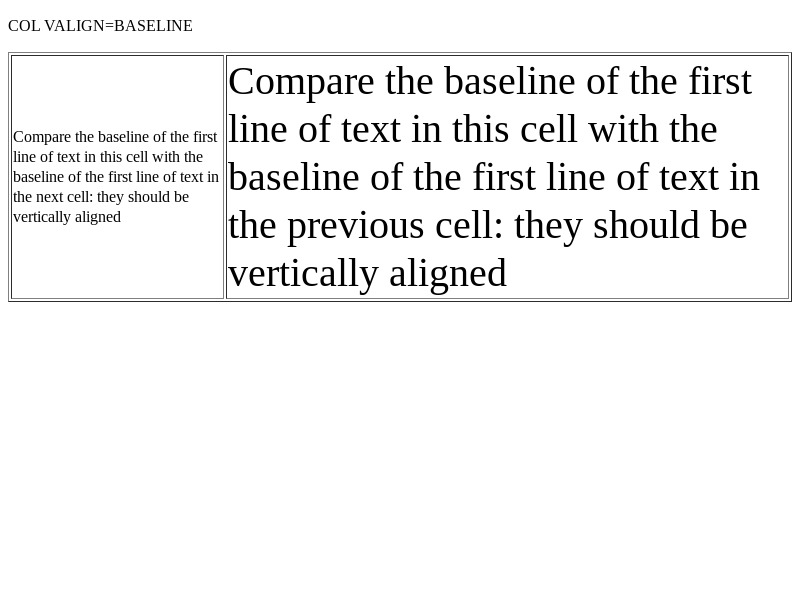 COL VALIGN=BASELINE
Compare the baseline of the first
line of text in this cell with the
baseline of the first line of text in
the next cell: they should be
vertically aligned
Compare the baseline of the first
line of text in this cell with the
baseline of the first line of text in
the previous cell: they should be
vertically aligned